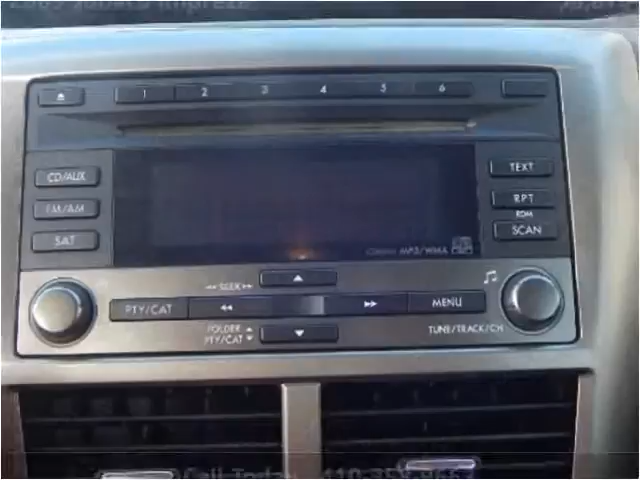 1 2 3 4 5 6
CD/AUX
TEXT
FM/AM
RPT
RDM
SAT
SCAN
MP3/WMA
SEEK
PTY/CAT
MENU
FOLDER
PTY/CAT
TUNE/TRACK/CH
Call Today